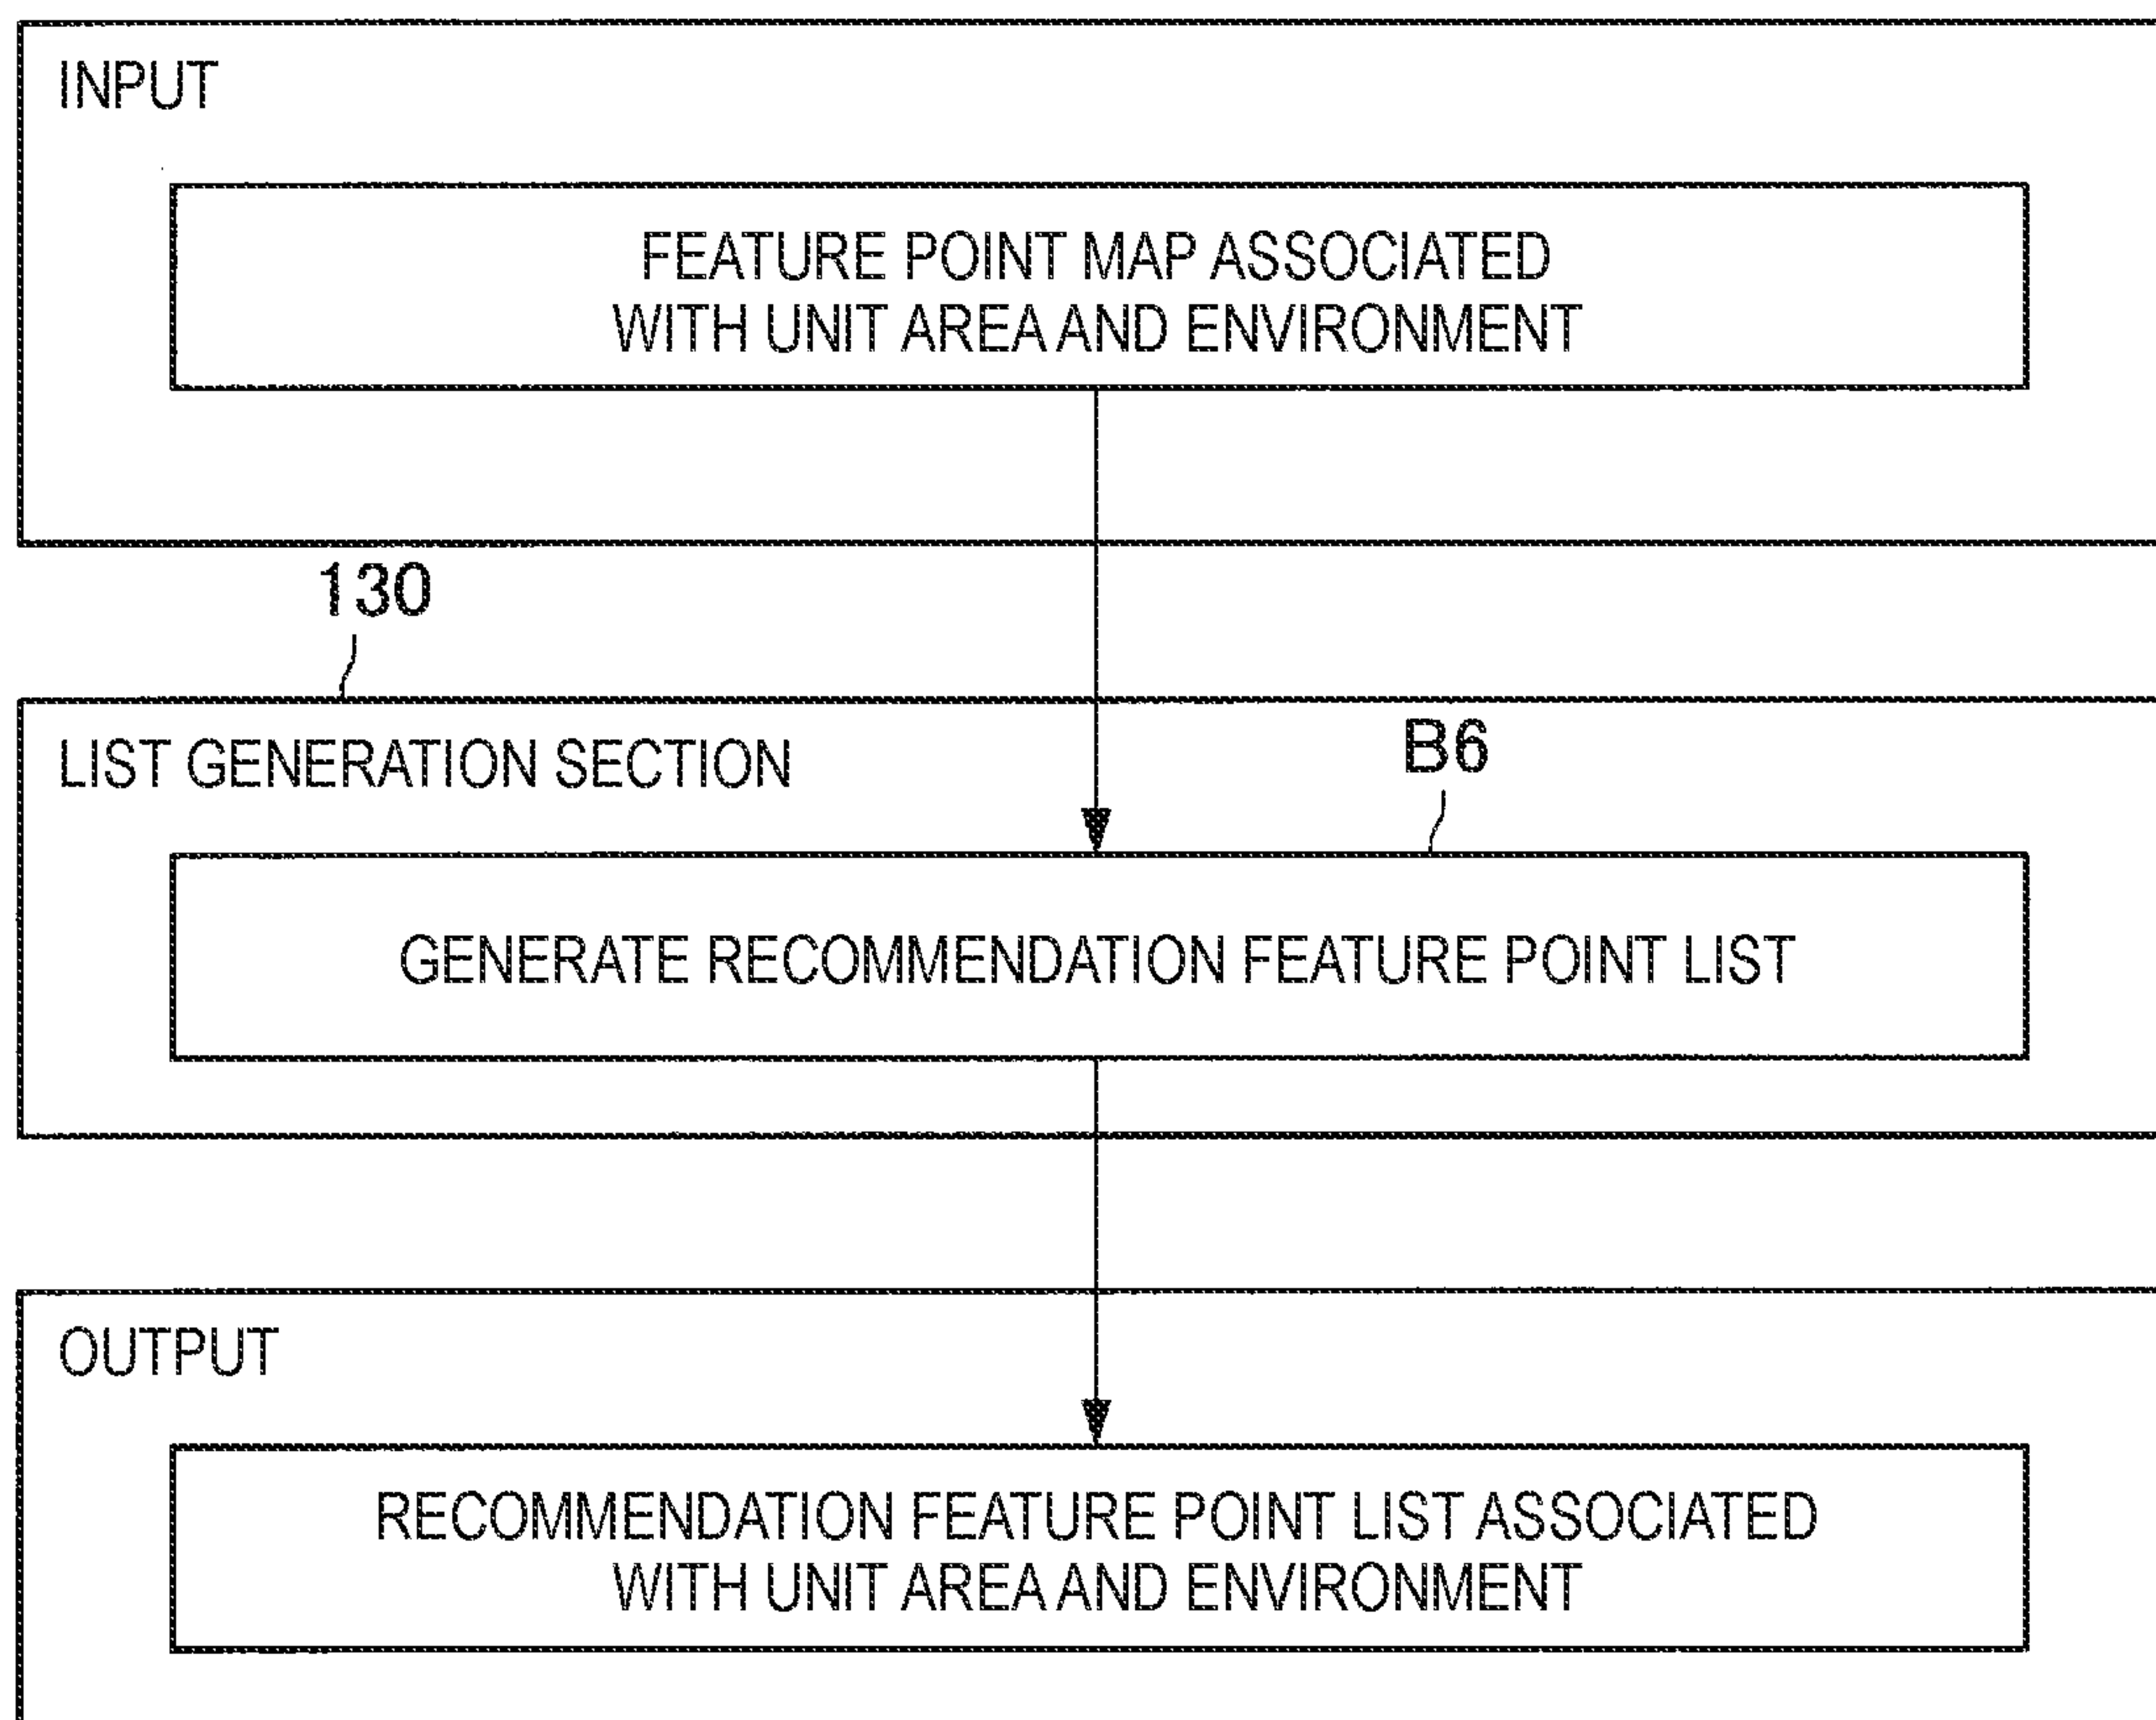 INPUT
FEATURE POINT MAP ASSOCIATED
WITH UNIT AREA AND ENVIRONMENT
130
LIST GENERATION SECTION
B6
GENERATE RECOMMENDATION FEATURE POINT LIST
OUTPUT
RECOMMENDATION FEATURE POINT LIST ASSOCIATED
WITH UNIT AREA AND ENVIRONMENT